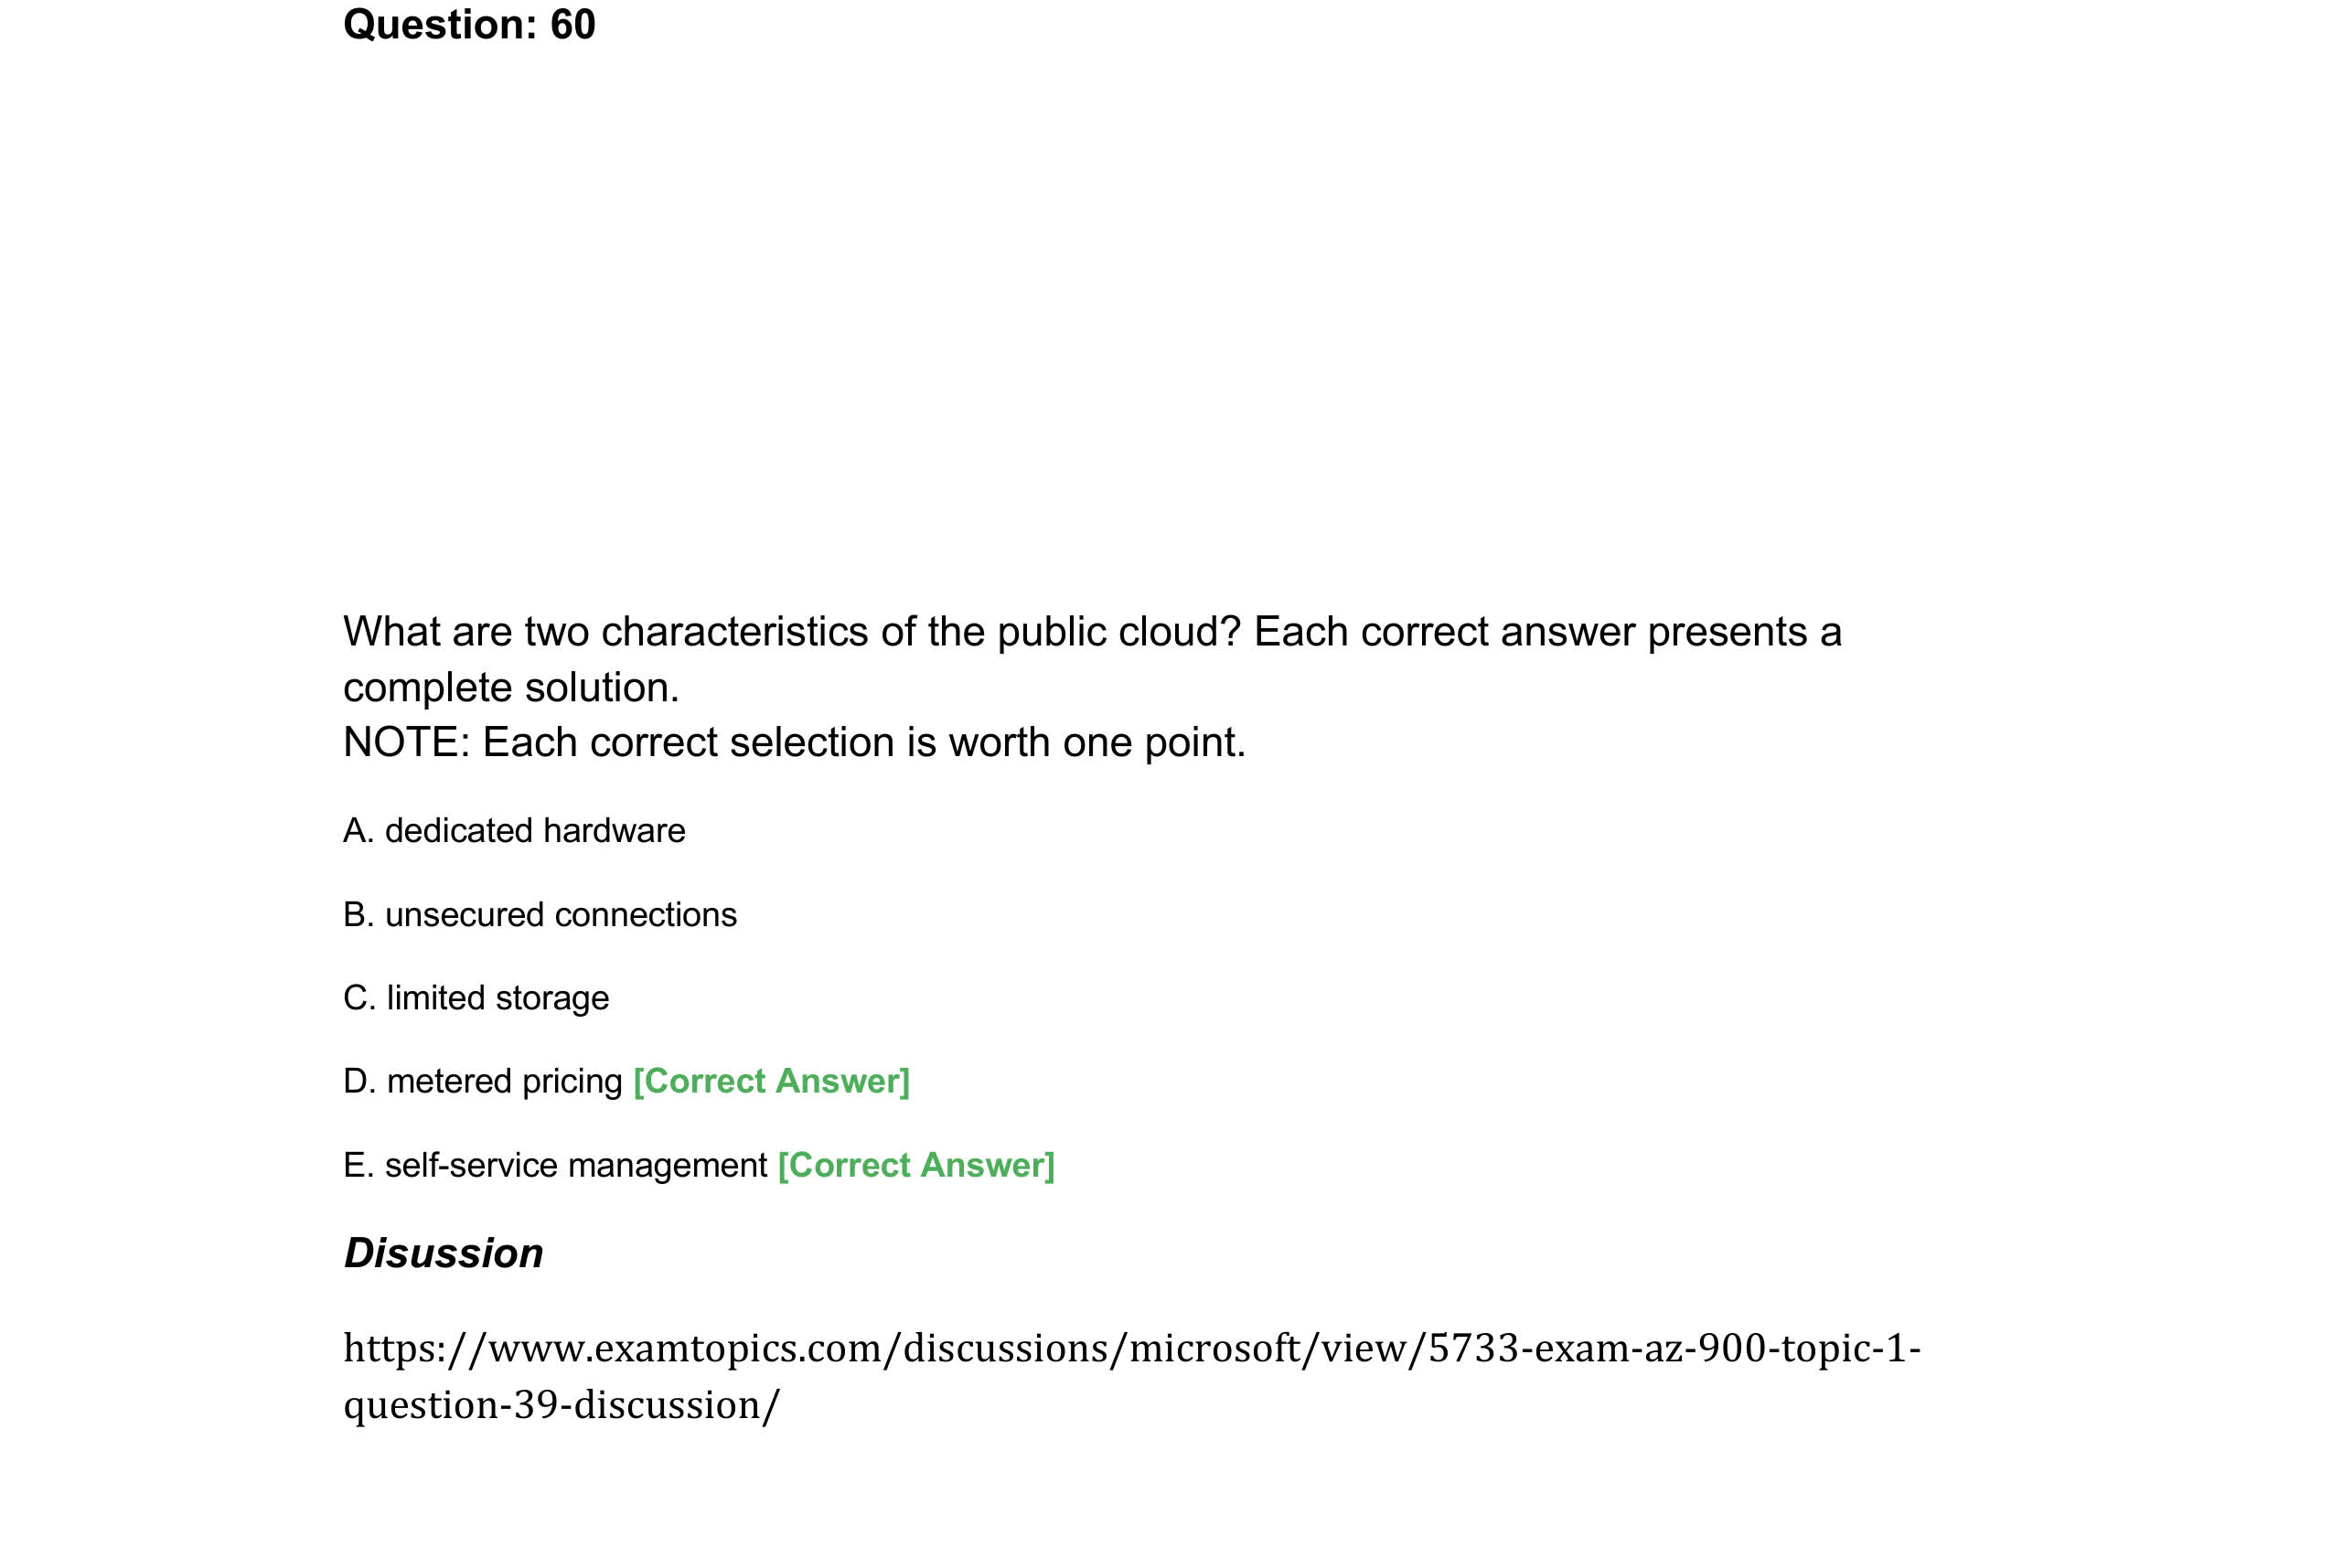 Question: 60
What are two characteristics of the public cloud? Each correct answer presents a
complete solution.
NOTE: Each correct selection is worth one point.
A. dedicated hardware
B. unsecured connections
C. limited storage
D. metered pricing [Correct Answer]
E. self-service management [Correct Answer]
Disussion
https://www.examtopics.com/discussions/microsoft/view/5733-exam-az-900-topic-1-
question-39-discussion/